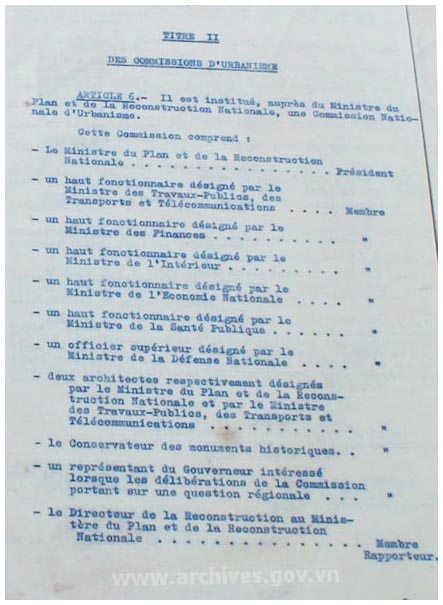 TITRE II
DES COMMISSIONS D'URBANISME
ARTICLE 6.- Il est institué, auprès du Ministre du
Plan et de la Reconstruction Nationale, une Commission Natio-
nale d'Urbanisme.
Cette Commission comprend :
- Le Ministre du Plan et de la Reconstruction
Nationale . . . . . . . . . . . . . . . . Président
- un haut fonctionnaire désigné par le
Ministre des Travaux-Publics, des
Transports et Télécommunications . . . . Membre
- un haut fonctionnaire désigné par le
Ministre des Finances . . . . . . . . . . "
- un haut fonctionnaire désigné par le
Ministre de l'Intérieur . . . . . . . . . "
- un haut fonctionnaire désigné par le
Ministre de l'Economie Nationale . . . . "
- un haut fonctionnaire désigné par le
Ministre de la Santé Publique . . . . . . "
- un officier supérieur désigné par le
Ministre de la Défense Nationale . . . . "
- deux architectes respectivement désignés
par le Ministre du Plan et de la Recons-
truction Nationale et par le Ministre
des Travaux-Publics, des Transports et
Télécommunications . . . . . . . . . . . "
- le Conservateur des monuments historiques. . "
- un représentant du Gouverneur intéressé
lorsque les délibérations de la Commission
portant sur une question régionale . . . "
- le Directeur de la Reconstruction au Minis-
tère du Plan et de la Reconstruction
Nationale . . . . . . . . . . . . . . . . Membre
Rapporteur.
www.archives.gov.vn